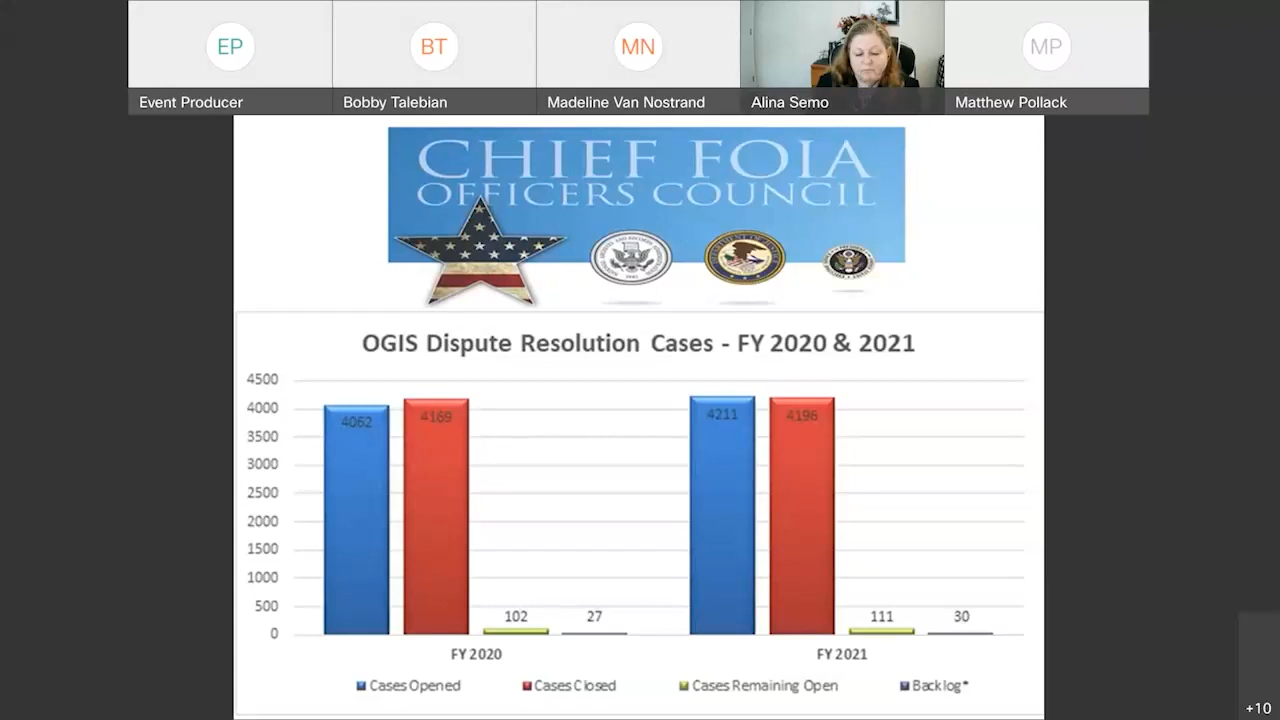 EP
BT
MN
MP
Event Producer
Bobby Talebian
Madeline Van Nostrand
Alina Semo
Matthew Pollack
CHIEF FOIA
OFFICERS COUNCIL
OGIS Dispute Resolution Cases - FY 2020 & 2021
4500
4000
3500
3000
2500
2000
1500
1000
500
0
4062
4169
102
27
4211
4196
111
30
FY 2020
FY 2021
Cases Opened
Cases Closed
Cases Remaining Open
Backlog*
+10